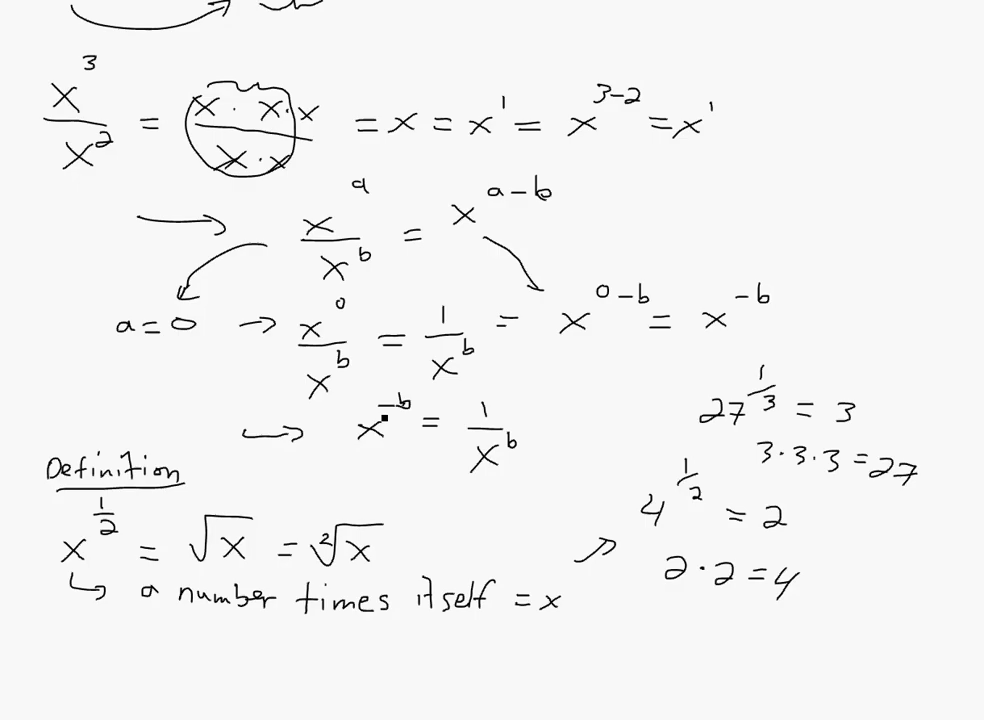 x^3/x^2 = (x · x · x)/(x · x) = x = x^1 = x^{3-2} = x^1
→ x^a/x^b = x^{a-b}
a = 0 → x^0/x^b = 1/x^b = x^{0-b} = x^{-b}
→ x^{-b} = 1/x^b
27^{1/3} = 3
3·3·3 = 27
Definition
4^{1/2} = 2
x^{1/2} = √x = ²√x
2·2 = 4
↳ a number times itself = x